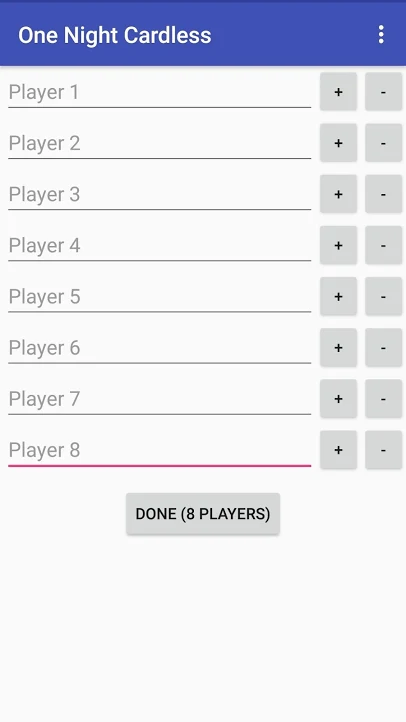 One Night Cardless
Player 1 + -
Player 2 + -
Player 3 + -
Player 4 + -
Player 5 + -
Player 6 + -
Player 7 + -
Player 8 + -
DONE (8 PLAYERS)